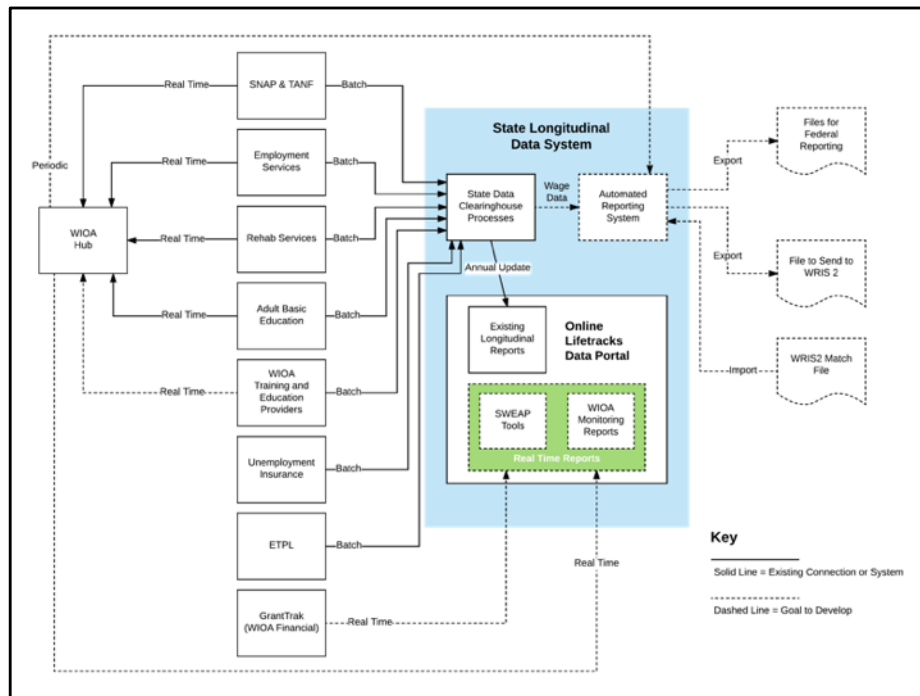 SNAP & TANF
Real Time
Batch
Employment
Services
Real Time
Batch
Periodic
WIOA
Hub
Rehab Services
Real Time
Batch
Adult Basic
Education
Real Time
Batch
WIOA
Training and
Education
Providers
Real Time
Batch
Unemployment
Insurance
Batch
ETPL
Batch
GrantTrak
(WIOA Financial)
Real Time
State Longitudinal
Data System
State Data
Clearinghouse
Processes
Wage
Data
Automated
Reporting
System
Annual Update
Existing
Longitudinal
Reports
Online
Lifetracks
Data Portal
SWEAP
Tools
WIOA
Monitoring
Reports
Real Time Reports
Real Time
Export
Files for
Federal
Reporting
Export
File to Send to
WRIS 2
Import
WRIS2 Match
File
Key
Solid Line = Existing Connection or System
Dashed Line = Goal to Develop